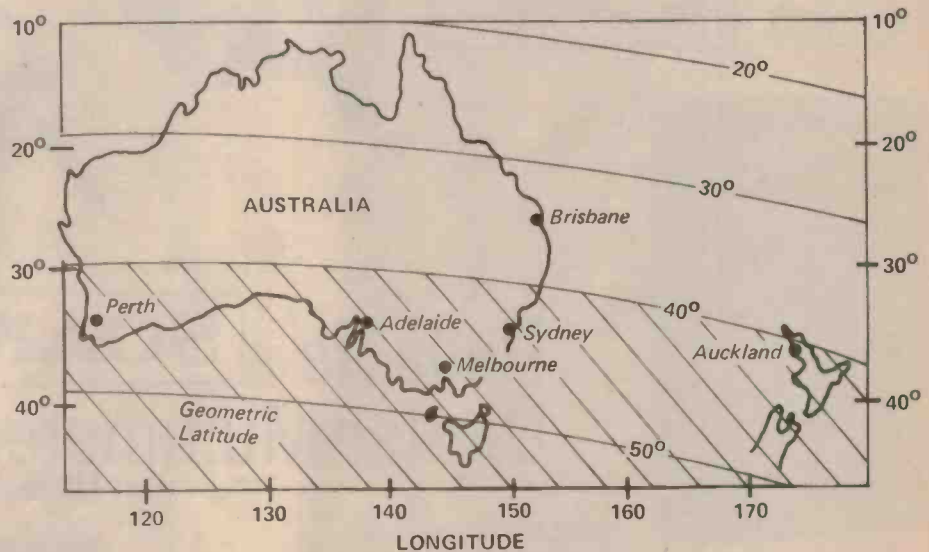 10°
10°
20°
20°
20°
30°
AUSTRALIA
Brisbane
30°
30°
Perth
40°
Adelaide
Sydney
Auckland
Melbourne
40°
40°
Geometric
Latitude
50°
120
130
140
150
160
170
LONGITUDE